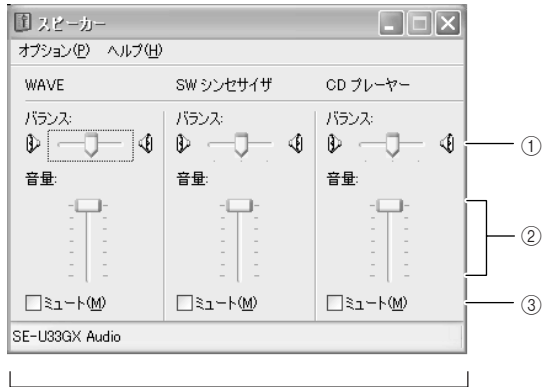 スピーカー
オプション(P) ヘルプ(H)
WAVE SW シンセサイザ CD プレーヤー
バランス: バランス: バランス:
①
音量: 音量: 音量:
②
□ミュート(M) □ミュート(M) □ミュート(M)
③
SE-U33GX Audio